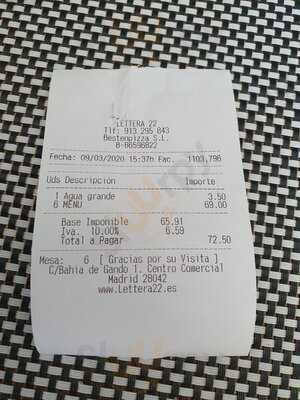 LETTERA 22
Tlf: 913 295 843
Bestenpizza S.L.
B-86596822
Fecha: 09/03/2020 15:37h Fac. 1103,796
Uds Descripción Importe
1 Agua grande 3.50
6 MENU 69.00
Base Imponible 65.91
Iva. 10.00% 6.59
Total a Pagar 72.50
Mesa: 6 [ Gracias por su Visita ]
C/Bahia de Gando 1. Centro Comercial
Madrid 28042
www.Lettera22.es